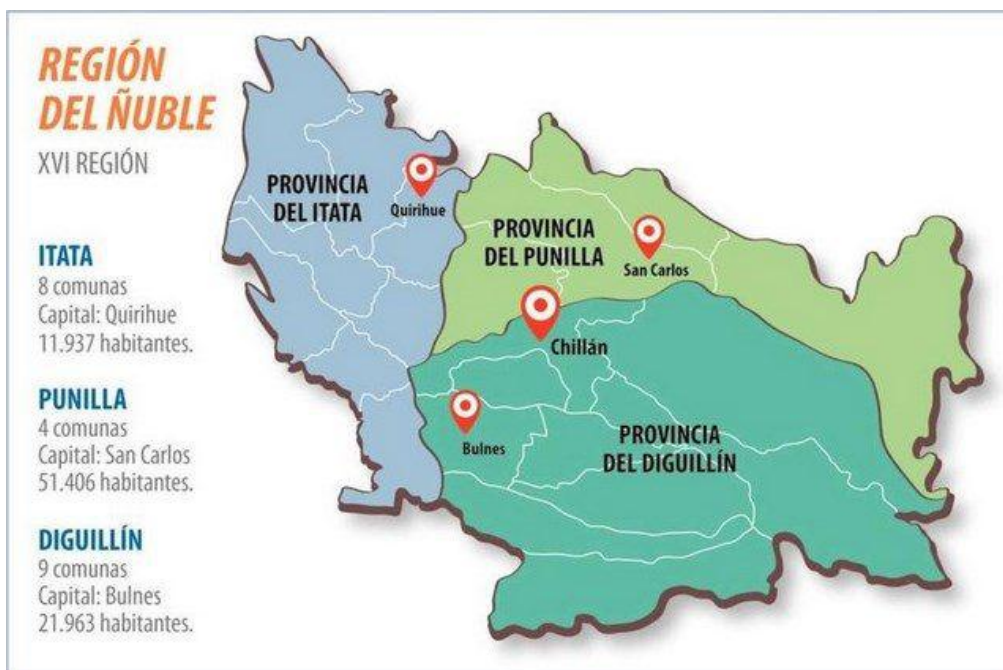 REGIÓN
DEL ÑUBLE
XVI REGIÓN
ITATA
8 comunas
Capital: Quirihue
11.937 habitantes.
PUNILLA
4 comunas
Capital: San Carlos
51.406 habitantes.
DIGUILLÍN
9 comunas
Capital: Bulnes
21.963 habitantes.
PROVINCIA
DEL ITATA
Quirihue
PROVINCIA
DEL PUNILLA
San Carlos
Chillán
Bulnes
PROVINCIA
DEL DIGUILLÍN